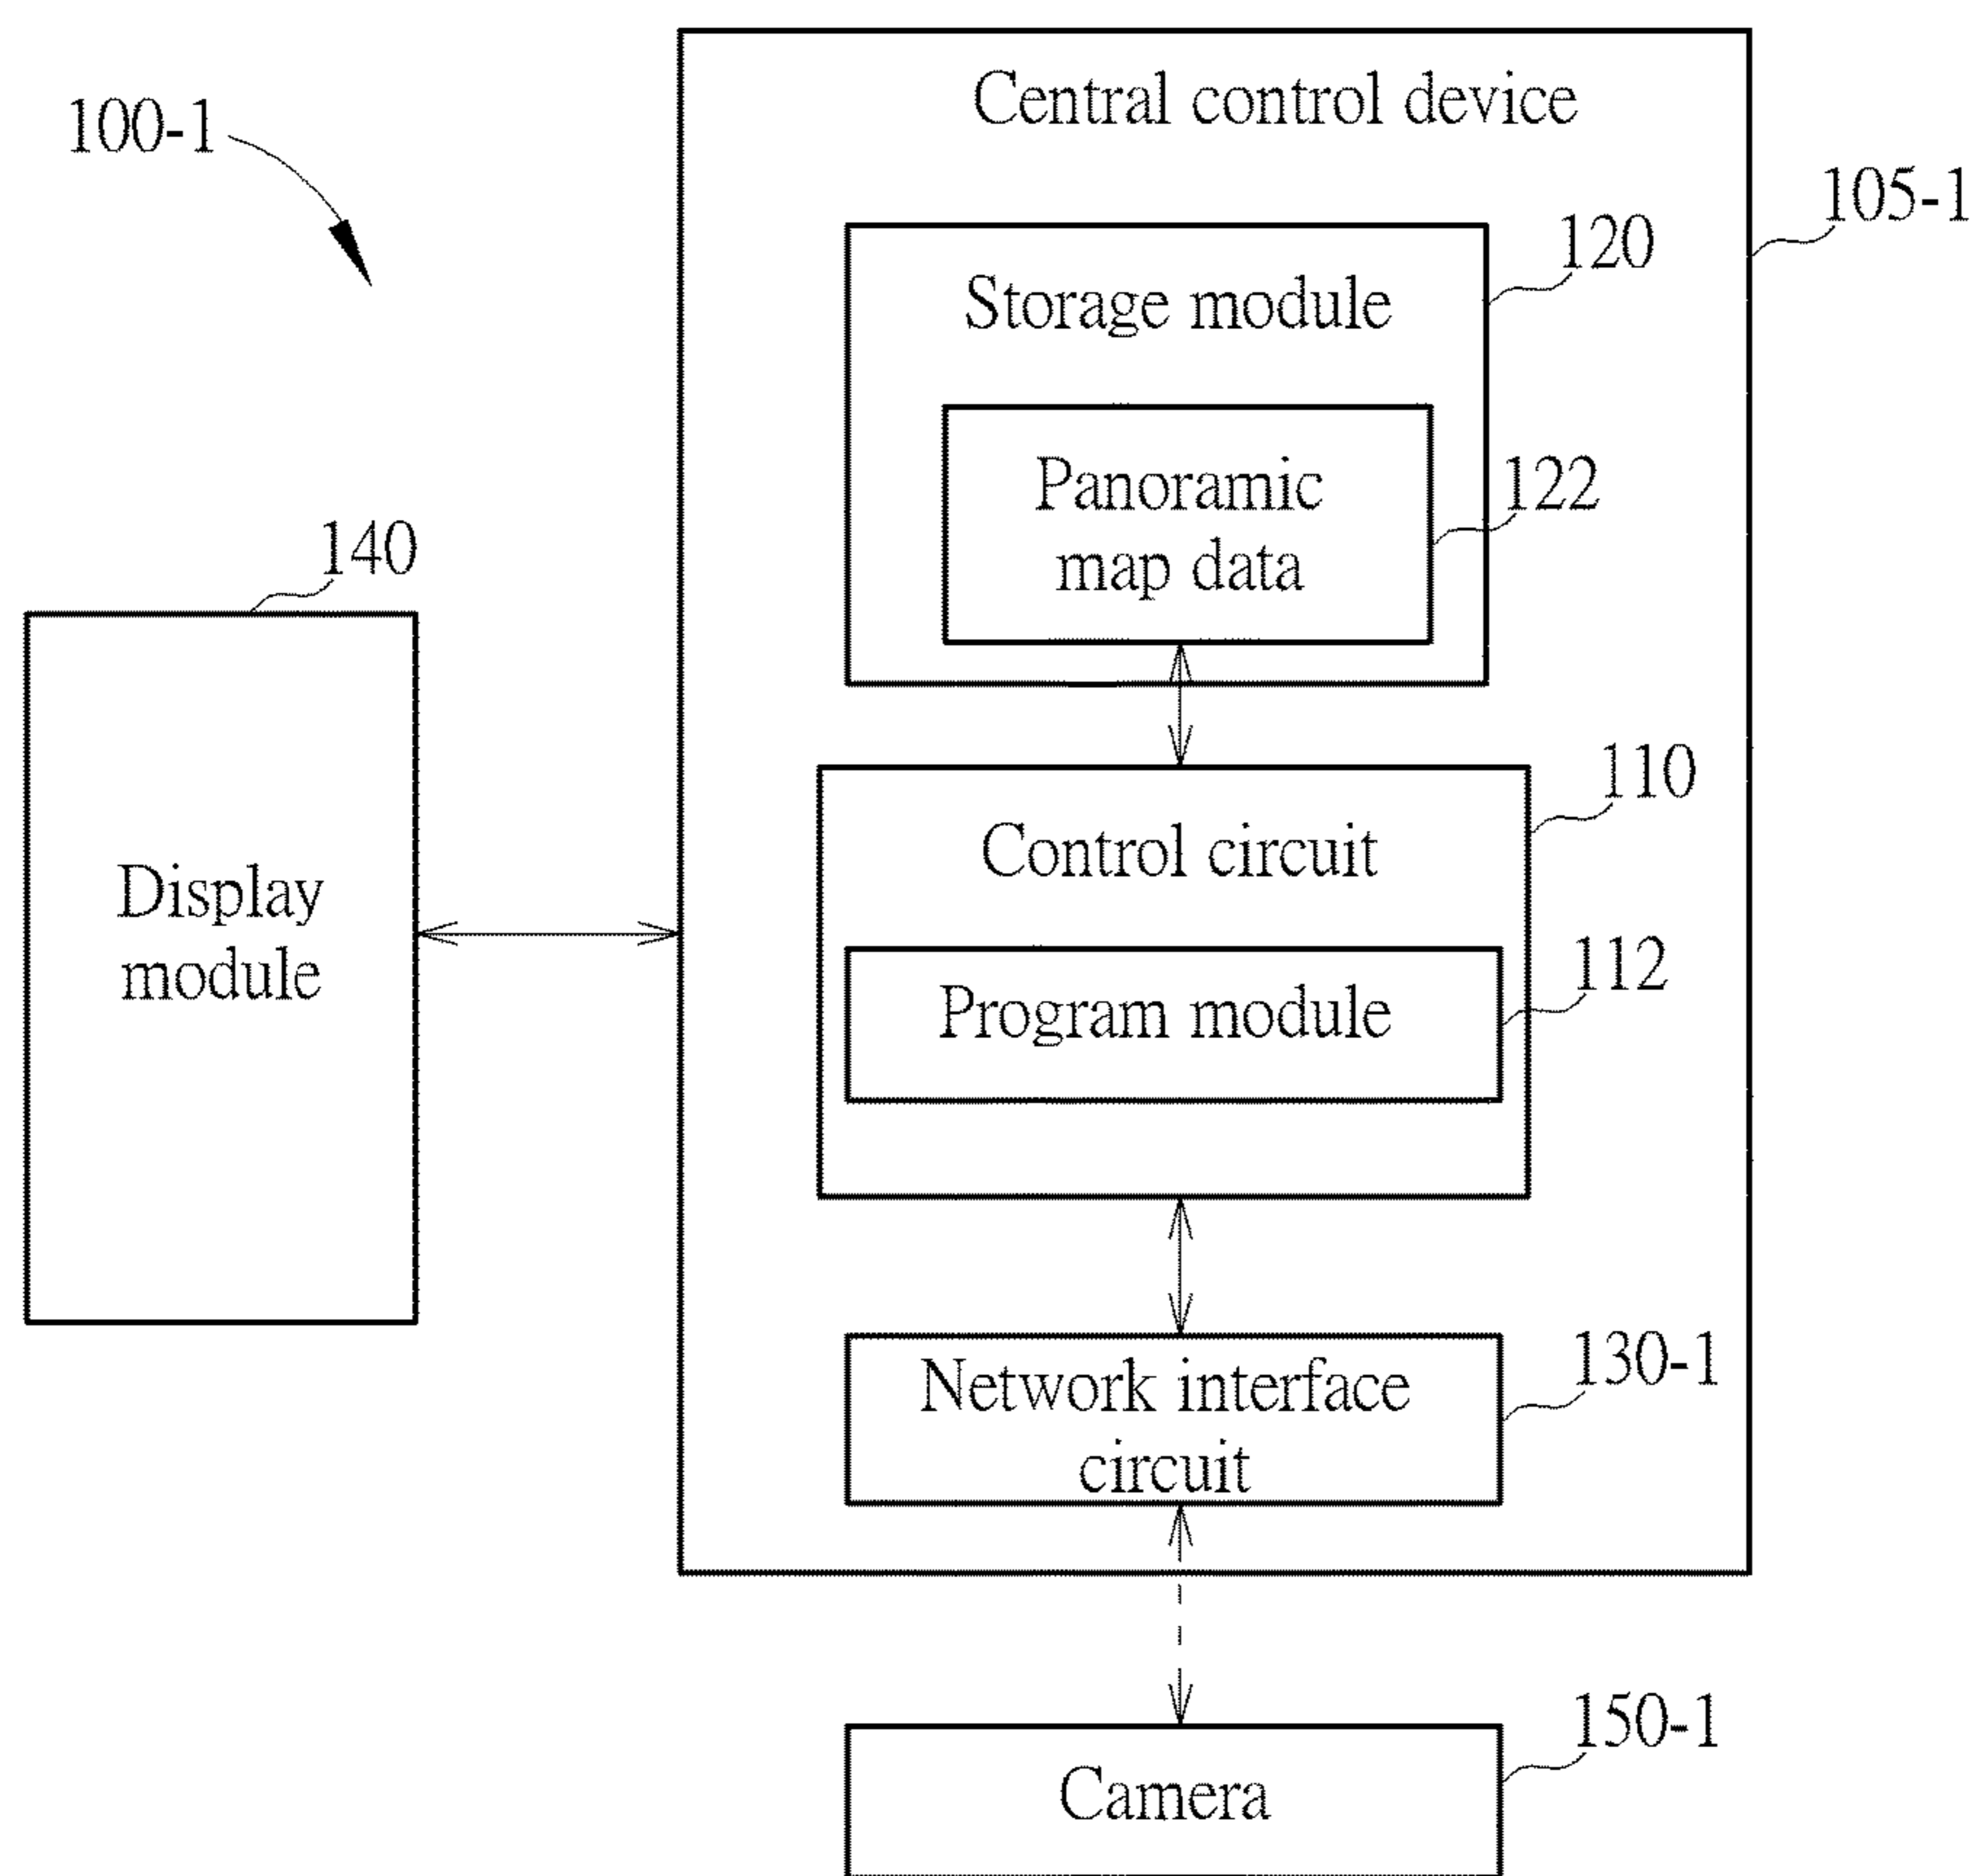 100-1
Central control device
105-1
120
Storage module
122
Panoramic
map data
140
Display
module
110
Control circuit
112
Program module
130-1
Network interface
circuit
150-1
Camera